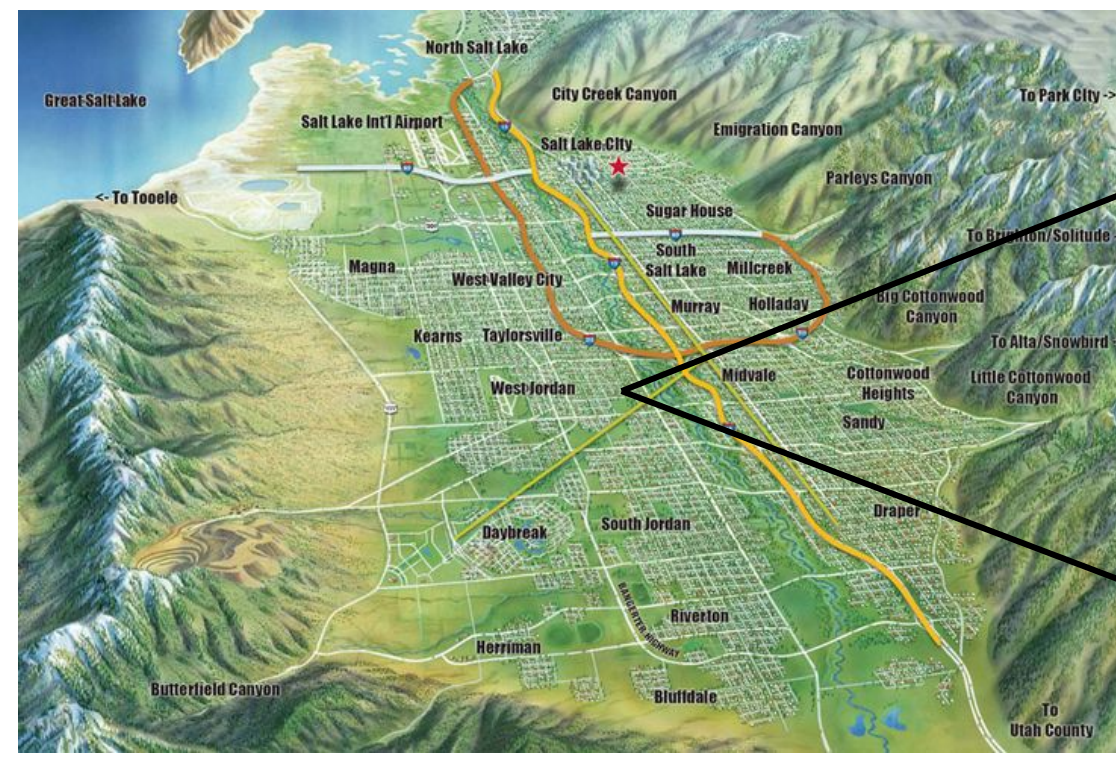 North Salt Lake
Great Salt Lake
City Creek Canyon
To Park City ->
Salt Lake Int'l Airport
Emigration Canyon
Salt Lake City
Parleys Canyon
<- To Tooele
Sugar House
To Brighton/Solitude -
South
Salt Lake
Magna
West Valley City
Millcreek
Murray
Holladay
Big Cottonwood
Canyon
Kearns
Taylorsville
To Alta/Snowbird -
Midvale
Cottonwood
Heights
Little Cottonwood
Canyon
West Jordan
Sandy
Draper
South Jordan
Daybreak
BANGERTER HIGHWAY
Riverton
Herriman
Butterfield Canyon
Bluffdale
To
Utah County